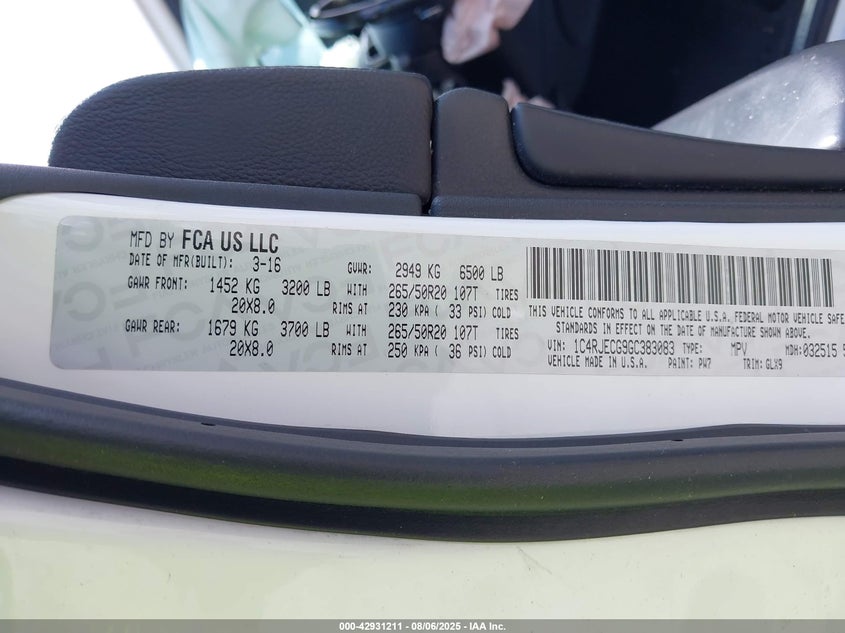 MFD BY FCA US LLC
DATE OF MFR(BUILT): 3-16 GVWR: 2949 KG 6500 LB
GAWR FRONT: 1452 KG 3200 LB WITH 265/50R20 107T TIRES
20X8.0 RIMS AT 230 KPA ( 33 PSI) COLD
GAWR REAR: 1679 KG 3700 LB WITH 265/50R20 107T TIRES
20X8.0 RIMS AT 250 KPA ( 36 PSI) COLD
THIS VEHICLE CONFORMS TO ALL APPLICABLE U.S.A. FEDERAL MOTOR VEHICLE SAFE
STANDARDS IN EFFECT ON THE DATE OF MANUFACTURE SHOWN ABOVE.
VIN: 1C4RJECG9GC383083 TYPE: MPV MDH:032515 5
VEHICLE MADE IN U.S.A. PAINT: PW7 TRIM: GLX9
000-42931211 - 08/06/2025 - IAA Inc.